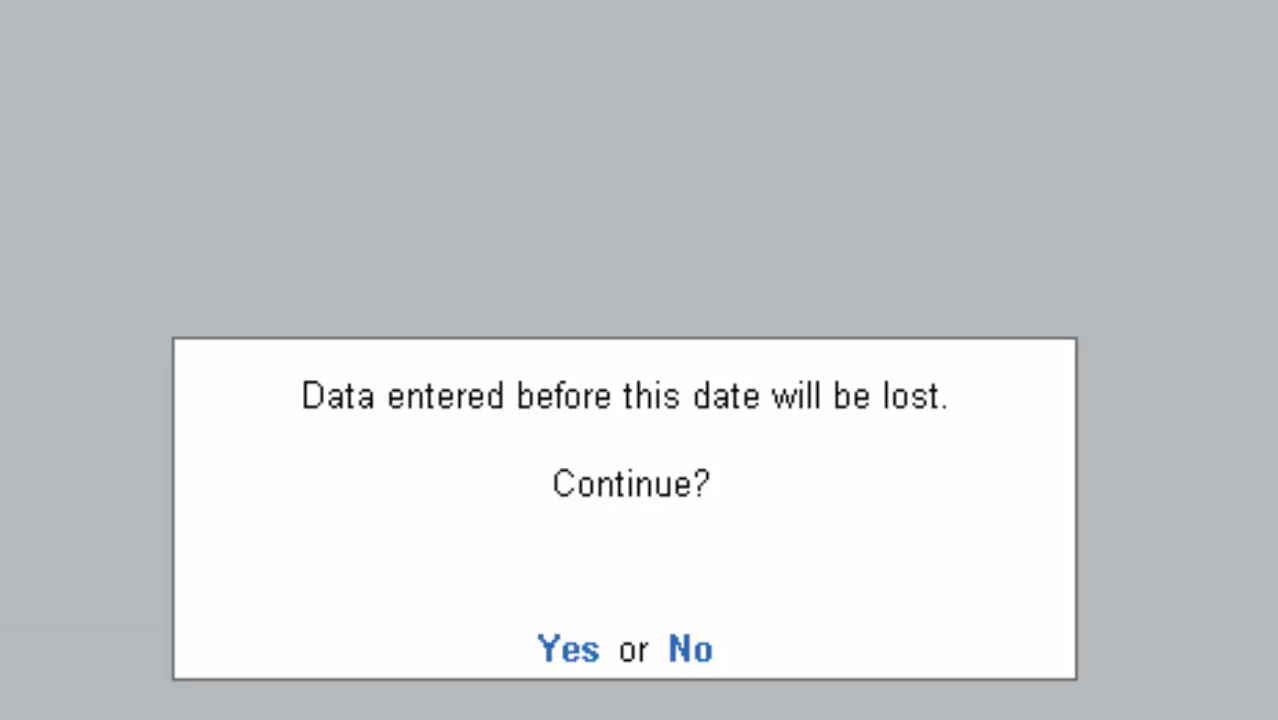 Data entered before this date will be lost.
Continue?
Yes or No